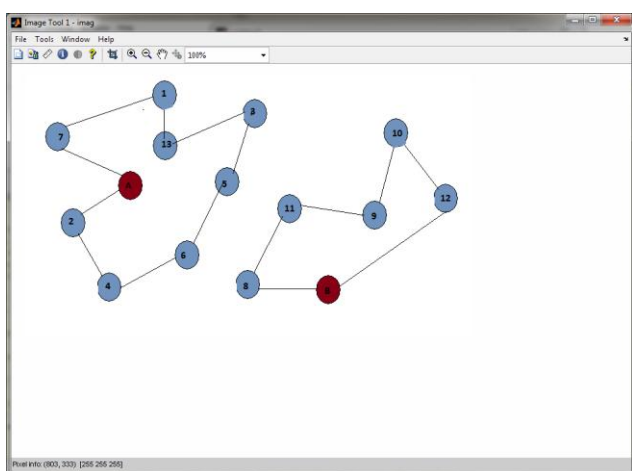 Image Tool 1 - imag
File Tools Window Help
100%
1
3
7
13
10
A
5
12
2
11
9
6
4
8
B
Pixel info: (803, 333) [255 255 255]